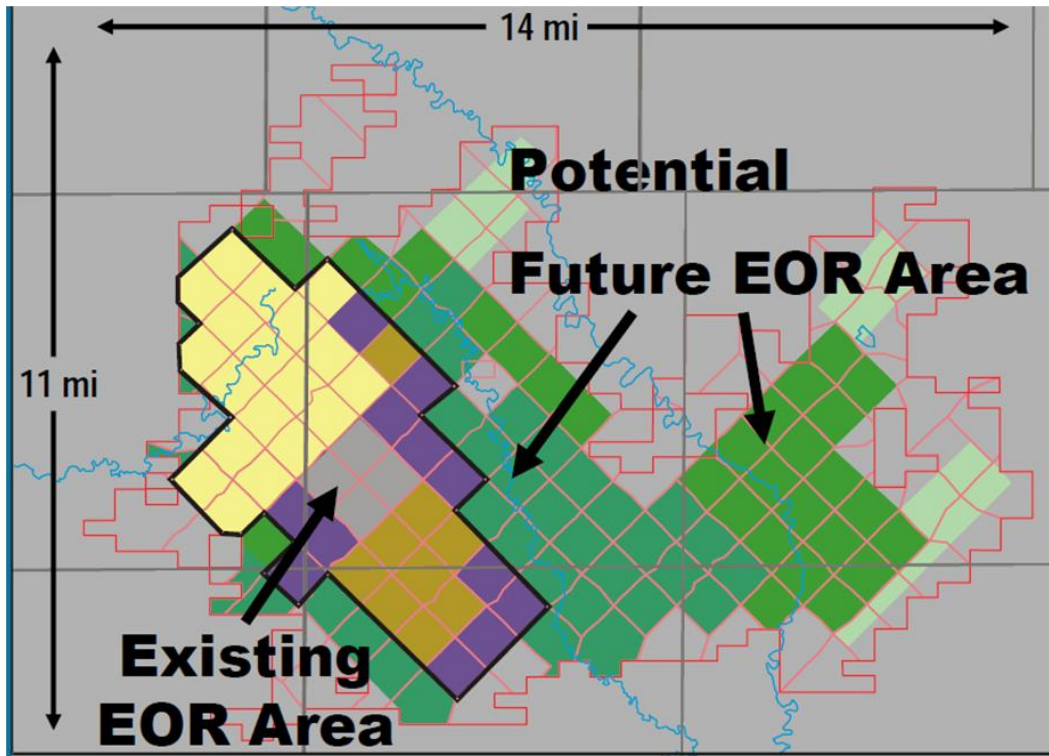 14 mi
Potential
Future EOR Area
11 mi
Existing
EOR Area